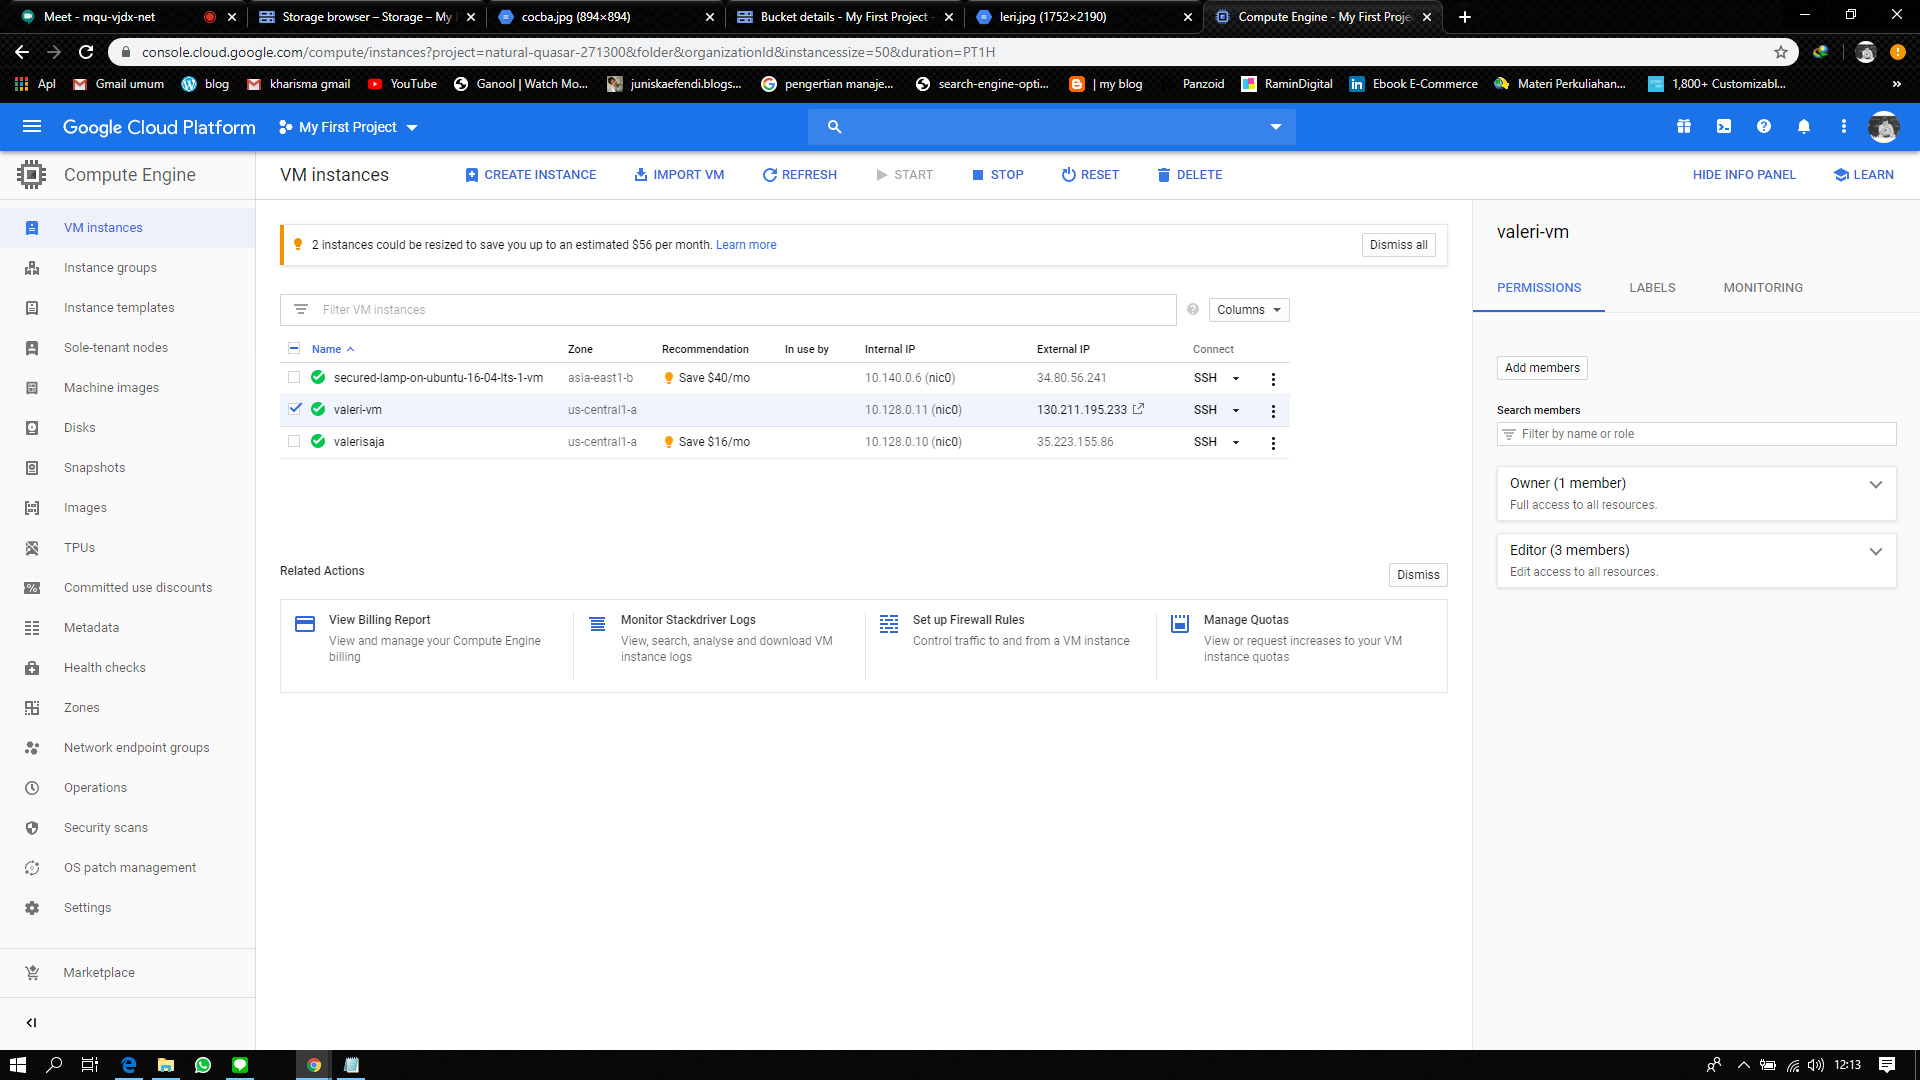 Meet - mqu-vjdx-net
Storage browser – Storage – My
cocba.jpg (894×894)
Bucket details - My First Project -
leri.jpg (1752×2190)
Compute Engine - My First Proje
console.cloud.google.com/compute/instances?project=natural-quasar-271300&folder&organizationId&instancessize=50&duration=PT1H
Apl
Gmail umum
blog
kharisma gmail
YouTube
Ganool | Watch Mo...
juniskaefendi.blogs...
pengertian manaje...
search-engine-opti...
| my blog
Panzoid
RaminDigital
Ebook E-Commerce
Materi Perkuliahan...
1,800+ Customizabl...
»
Google Cloud Platform
My First Project
Compute Engine
VM instances
CREATE INSTANCE
IMPORT VM
REFRESH
START
STOP
RESET
DELETE
HIDE INFO PANEL
LEARN
VM instances
Instance groups
Instance templates
Sole-tenant nodes
Machine images
Disks
Snapshots
Images
TPUs
Committed use discounts
Metadata
Health checks
Zones
Network endpoint groups
Operations
Security scans
OS patch management
Settings
Marketplace
2 instances could be resized to save you up to an estimated $56 per month. Learn more
Dismiss all
Filter VM instances
Columns
Name Zone Recommendation In use by Internal IP External IP Connect
secured-lamp-on-ubuntu-16-04-lts-1-vm asia-east1-b Save $40/mo 10.140.0.6 (nic0) 34.80.56.241 SSH
valeri-vm us-central1-a 10.128.0.11 (nic0) 130.211.195.233 SSH
valerisaja us-central1-a Save $16/mo 10.128.0.10 (nic0) 35.223.155.86 SSH
Related Actions
Dismiss
View Billing Report
View and manage your Compute Engine
billing
Monitor Stackdriver Logs
View, search, analyse and download VM
instance logs
Set up Firewall Rules
Control traffic to and from a VM instance
Manage Quotas
View or request increases to your VM
instance quotas
valeri-vm
PERMISSIONS
LABELS
MONITORING
Add members
Search members
Filter by name or role
Owner (1 member)
Full access to all resources.
Editor (3 members)
Edit access to all resources.
12:13